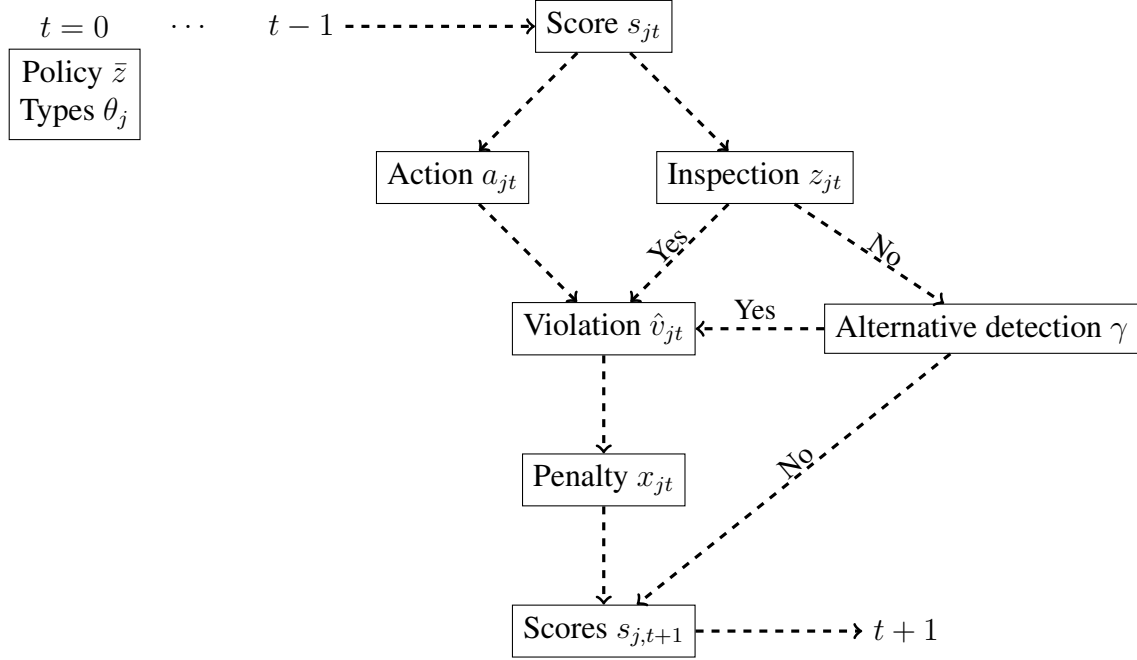 t = 0 ⋯ t − 1
Score s_{jt}
Policy z̄
Types θ_j
Action a_{jt}
Inspection z_{jt}
Yes
No
Violation v̂_{jt}
Yes
Alternative detection γ
No
Penalty x_{jt}
Scores s_{j,t+1}
t + 1